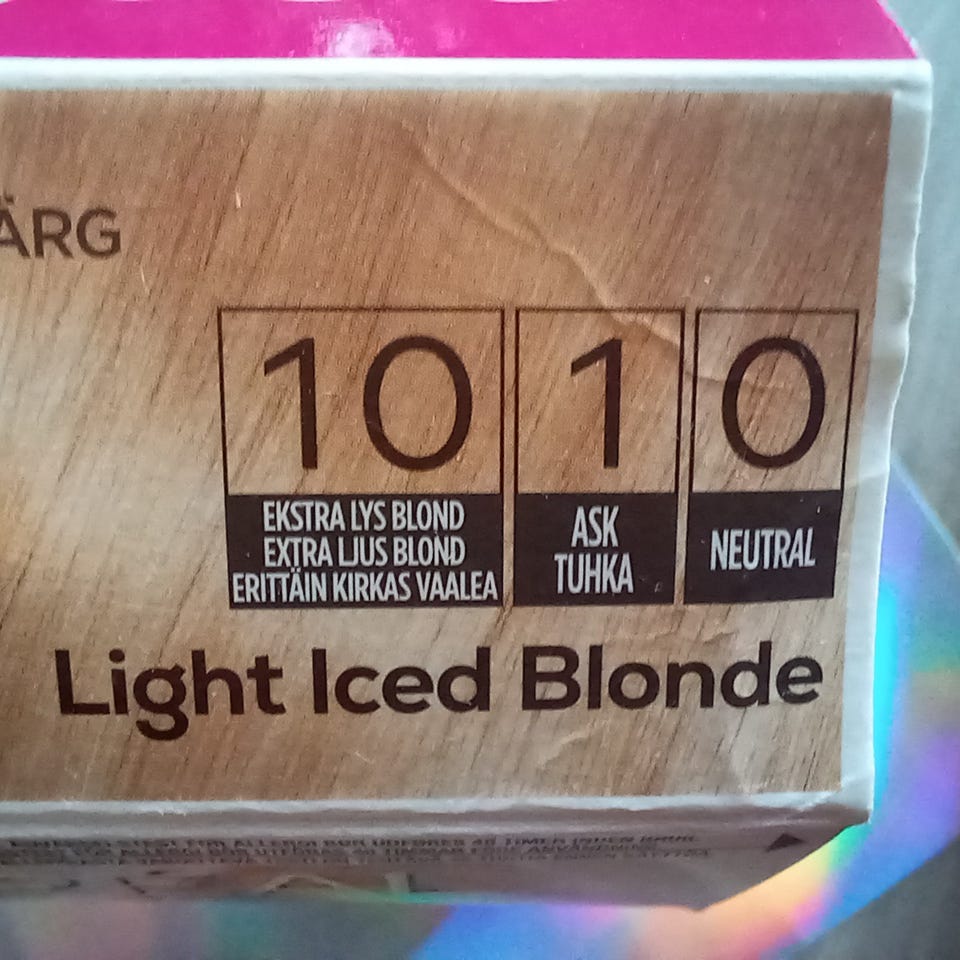 ÄRG
10 1 0
EKSTRA LYS BLOND
EXTRA LJUS BLOND
ERITTÄIN KIRKAS VAALEA
ASK
TUHKA
NEUTRAL
Light Iced Blonde